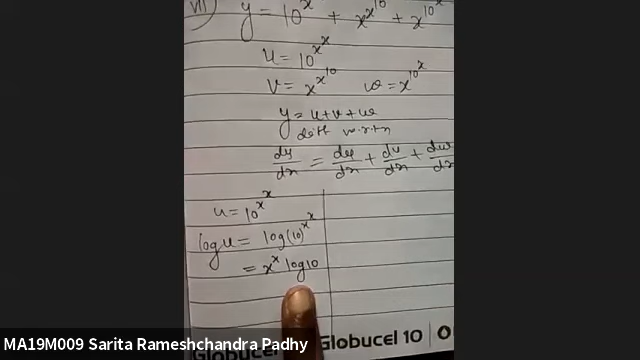 VII) y = 10^x^x + x^x^10 + x^10^x
u = 10^x^x
v = x^x^10 w = x^10^x
y = u + v + w
diff w.r.t x
dy/dx = du/dx + dv/dx + dw/dx
u = 10^x^x
log u = log(10)^x^x
= x^x log 10
Globucel Globucel 10 | O
MA19M009 Sarita Rameshchandra Padhy